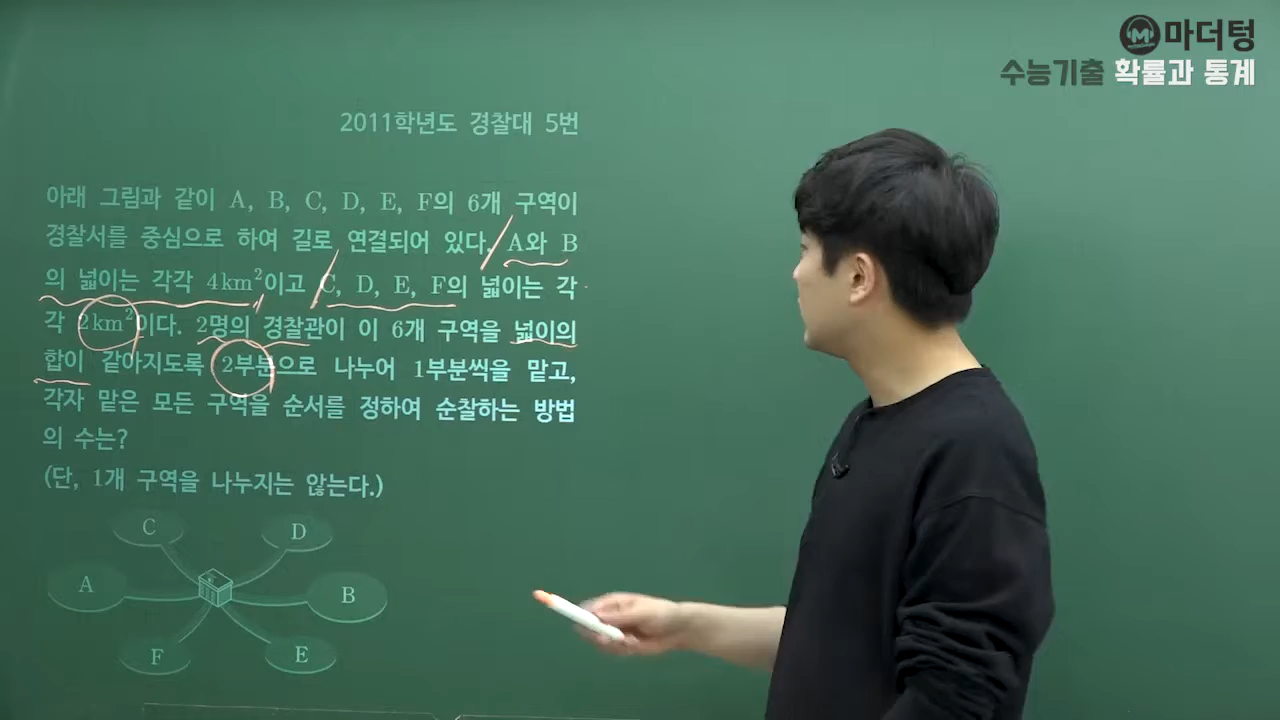 마더텅
수능기출 확률과 통계
2011학년도 경찰대 5번
아래 그림과 같이 A, B, C, D, E, F의 6개 구역이
경찰서를 중심으로 하여 길로 연결되어 있다. A와 B
의 넓이는 각각 4km²이고 C, D, E, F의 넓이는 각
각 2km²이다. 2명의 경찰관이 이 6개 구역을 넓이의
합이 같아지도록 2부분으로 나누어 1부분씩을 맡고,
각자 맡은 모든 구역을 순서를 정하여 순찰하는 방법
의 수는?
(단, 1개 구역을 나누지는 않는다.)
C
D
A
B
F
E